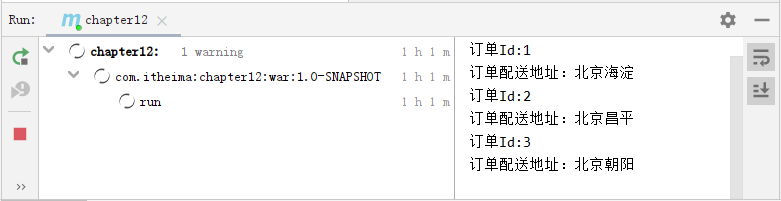 Run: chapter12
chapter12: 1 warning 1 h 1 m
com.itheima:chapter12:war:1.0-SNAPSHOT 1 h 1 m
run 1 h 1 m
订单Id:1
订单配送地址：北京海淀
订单Id:2
订单配送地址：北京昌平
订单Id:3
订单配送地址：北京朝阳